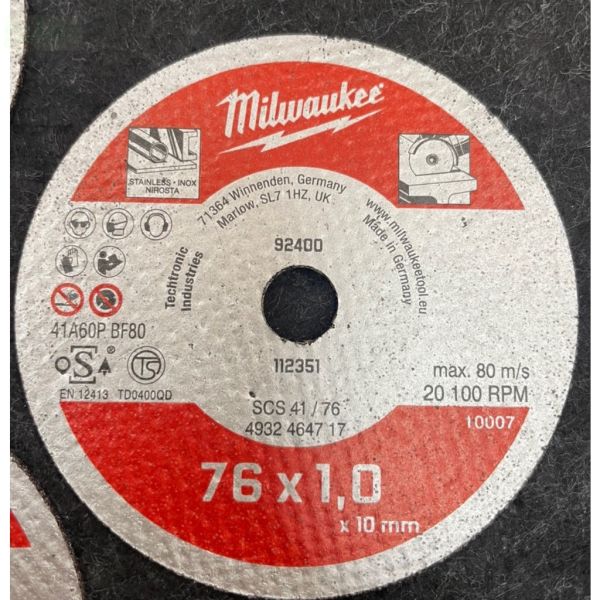 Milwaukee
STAINLESS • INOX
NIROSTA
71364 Winnenden, Germany
Marlow, SL7 1HZ, UK
www.milwaukeetool.eu
Made in Germany
Techtronic
Industries
92400
41A60P BF80
oSa®
TS
EN 12413 TD0400QD
112351
SCS 41 / 76
4932 4647 17
max. 80 m/s
20 100 RPM
10007
76 x 1,0
x 10 mm